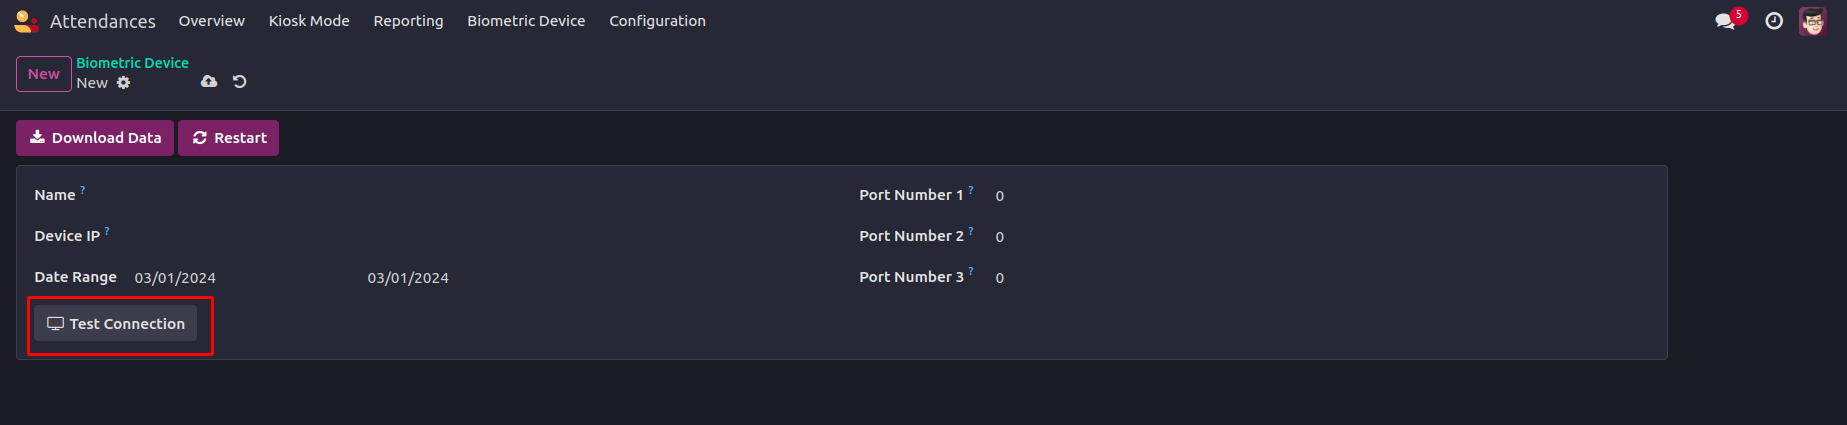 Attendances Overview Kiosk Mode Reporting Biometric Device Configuration 5
New Biometric Device
New
Download Data Restart
Name ? Port Number 1 ? 0
Device IP ? Port Number 2 ? 0
Date Range 03/01/2024 03/01/2024 Port Number 3 ? 0
Test Connection